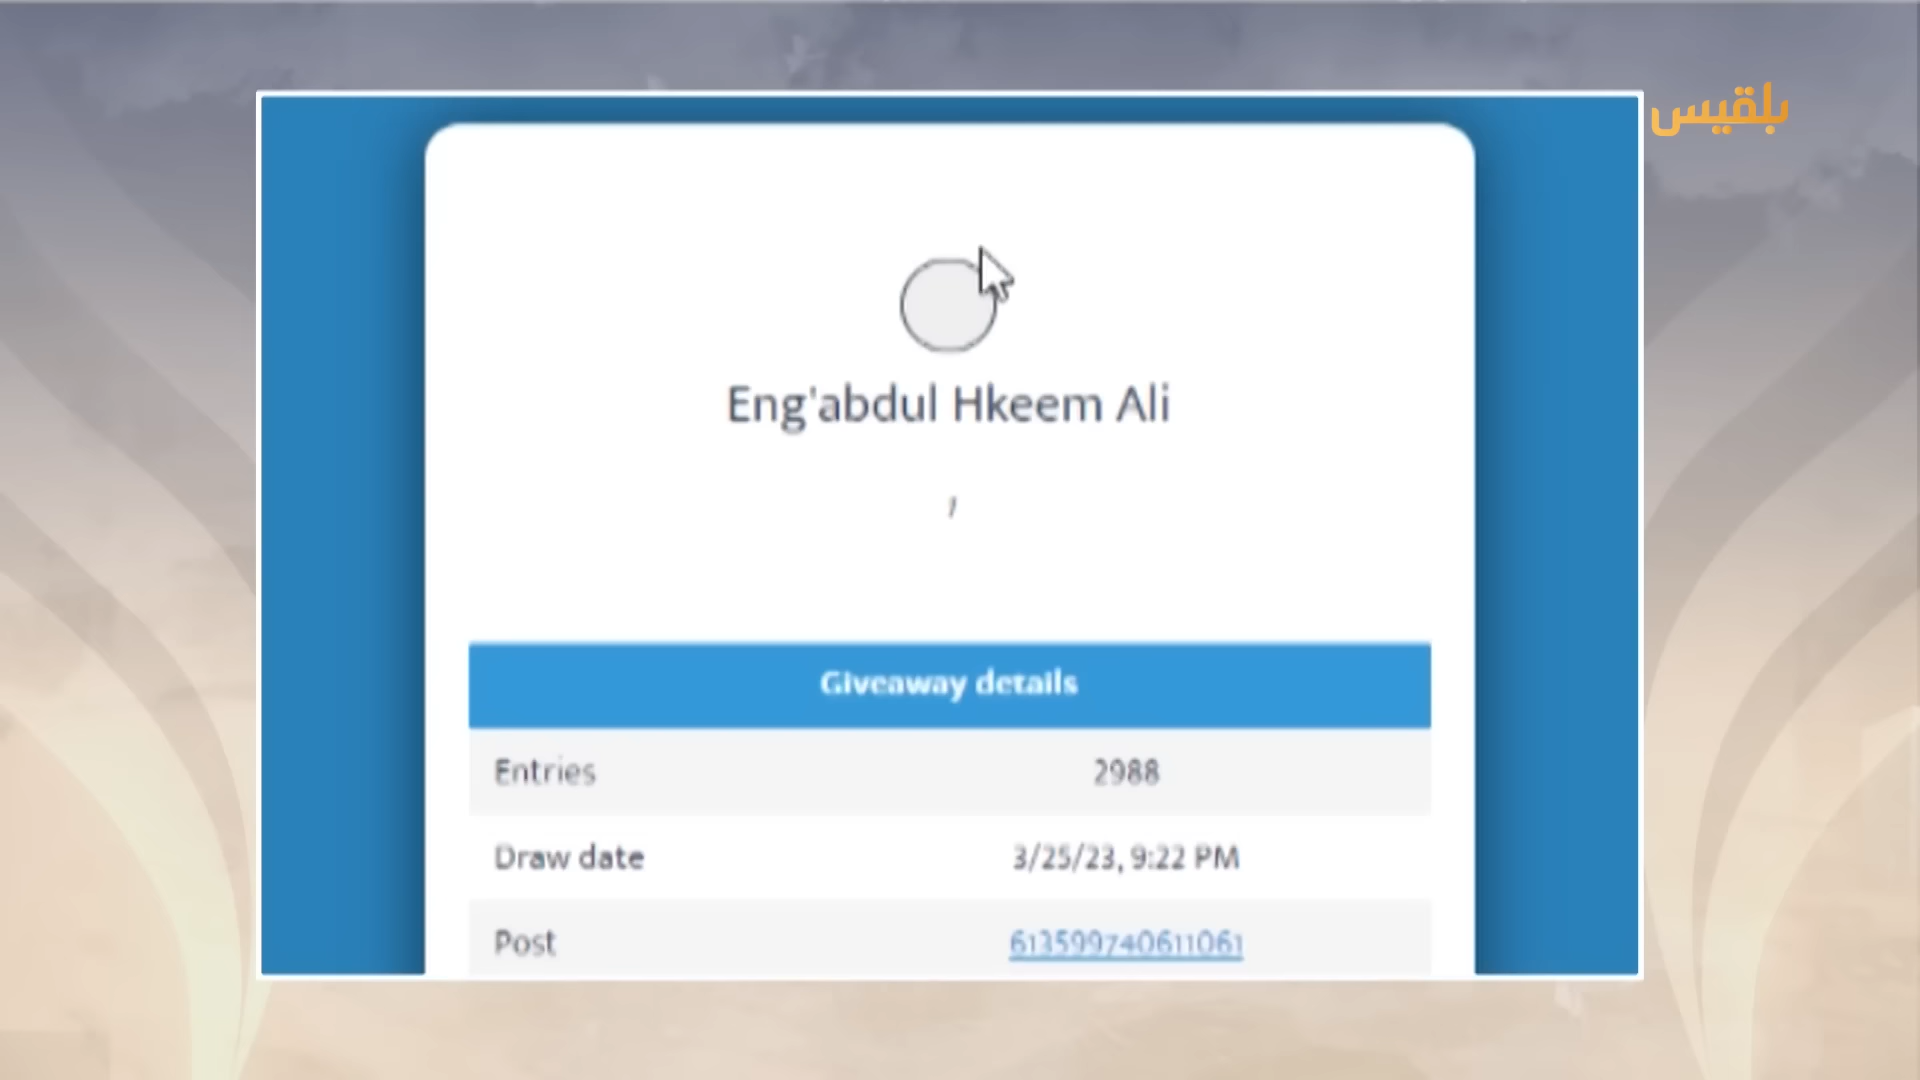 بلقيس
Eng'abdul Hkeem Ali
,
Giveaway details
Entries 2988
Draw date 3/25/23, 9:22 PM
Post 613599740611061